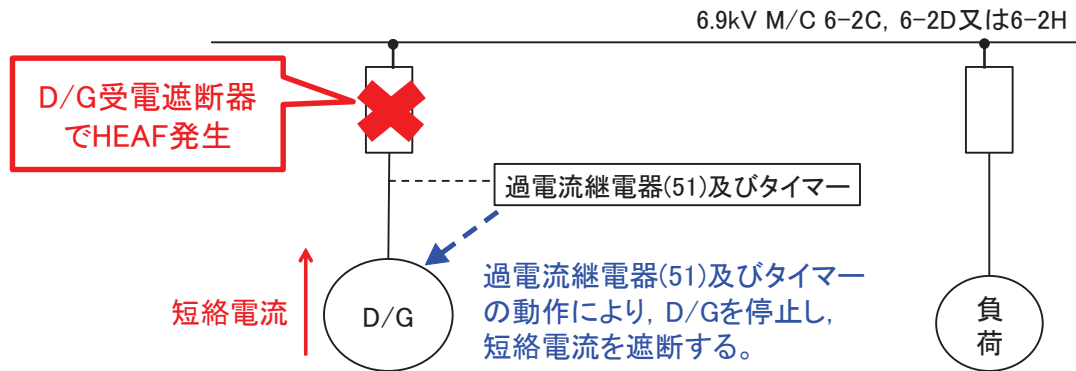 6.9kV M/C 6-2C, 6-2D又は6-2H
D/G受電遮断器
でHEAF発生
過電流継電器(51)及びタイマー
短絡電流
D/G
過電流継電器(51)及びタイマー
の動作により, D/Gを停止し,
短絡電流を遮断する。
負
荷